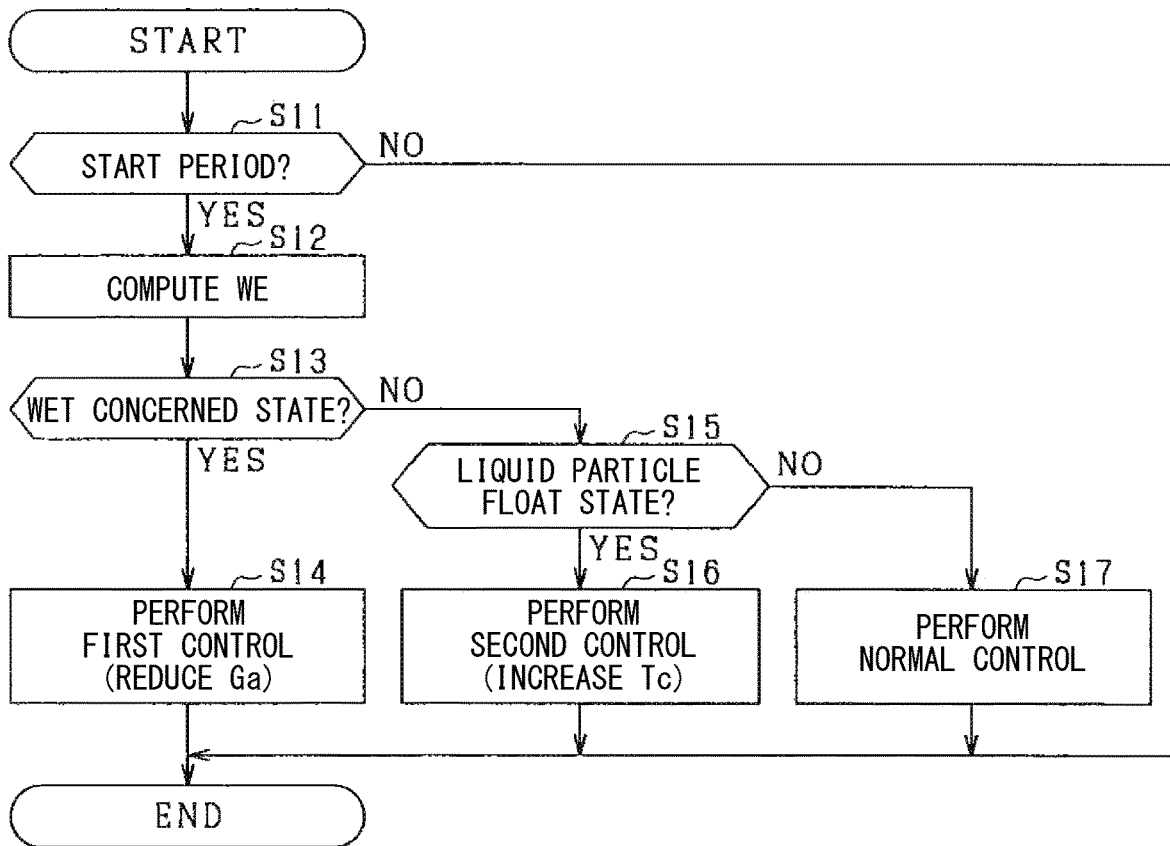 START
S11
START PERIOD?
NO
YES
S12
COMPUTE WE
S13
WET CONCERNED STATE?
NO
YES
S15
LIQUID PARTICLE
FLOAT STATE?
NO
YES
S14
PERFORM
FIRST CONTROL
(REDUCE Ga)
S16
PERFORM
SECOND CONTROL
(INCREASE Tc)
S17
PERFORM
NORMAL CONTROL
END